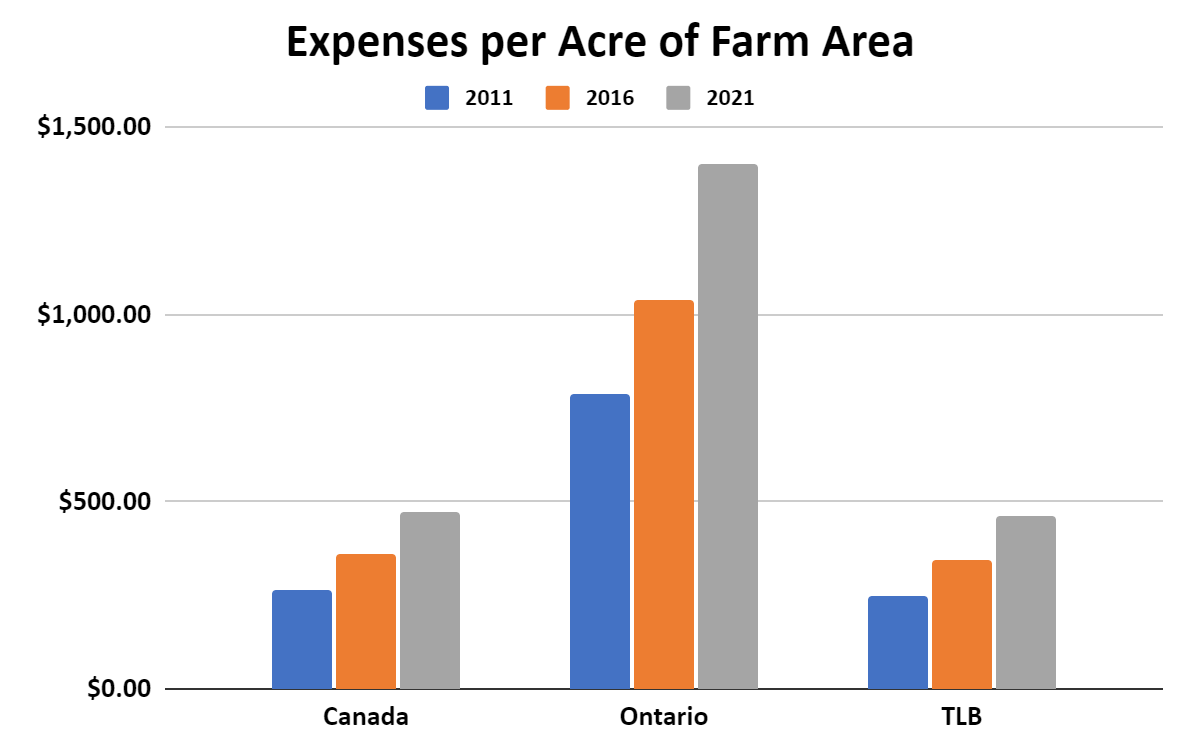 Expenses per Acre of Farm Area
2011 2016 2021
$1,500.00
$1,000.00
$500.00
$0.00
Canada Ontario TLB